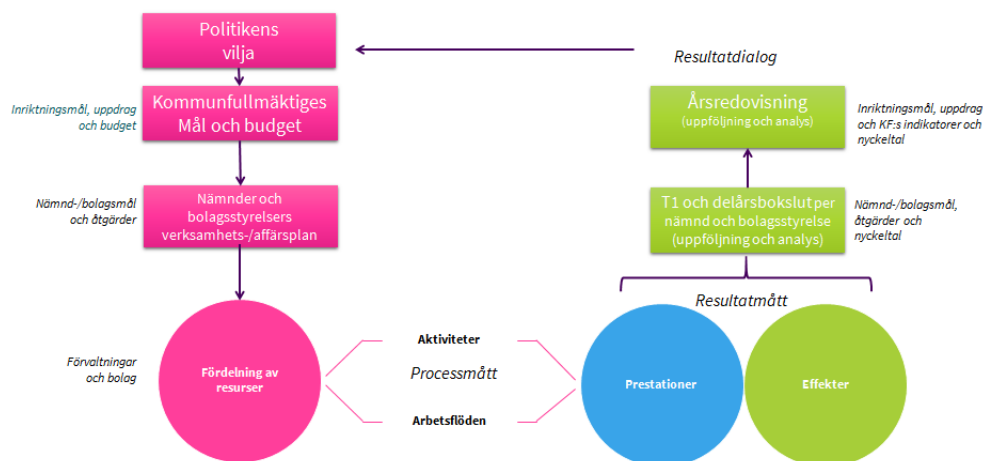 Politikens
vilja
Resultatdialog
Inriktningsmål, uppdrag
och budget
Kommunfullmäktiges
Mål och budget
Årsredovisning
(uppföljning och analys)
Inriktningsmål, uppdrag
och KF:s indikatorer och
nyckeltal
Nämnd-/bolagsmål
och åtgärder
Nämnder och
bolagsstyrelsers
verksamhets-/affärsplan
T1 och delårsbokslut per
nämnd och bolagsstyrelse
(uppföljning och analys)
Nämnd-/bolagsmål,
åtgärder och
nyckeltal
Resultatmått
Förvaltningar
och bolag
Fördelning av
resurser
Aktiviteter
Processmått
Arbetsflöden
Prestationer
Effekter